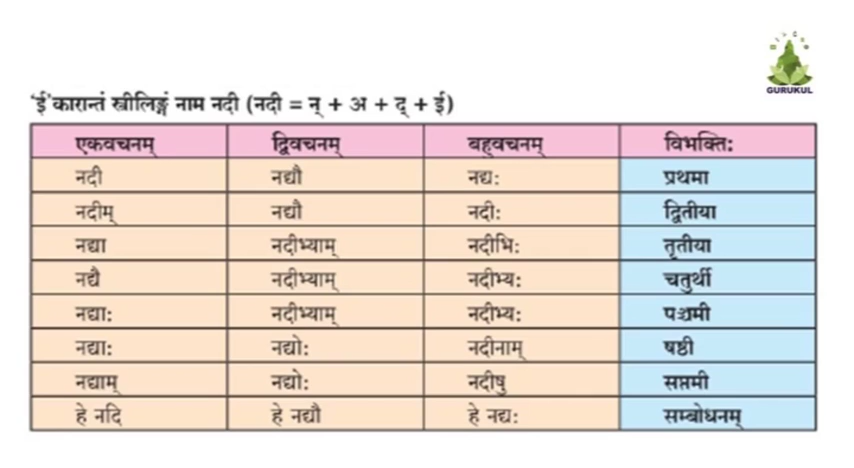 GURUKUL
'ई'कारान्तं स्त्रीलिङ्गं नाम नदी (नदी = न् + अ + द् + ई)
एकवचनम् द्विवचनम् बहुवचनम् विभक्ति:
नदी नद्यौ नद्य: प्रथमा
नदीम् नद्यौ नदी: द्वितीया
नद्या नदीभ्याम् नदीभि: तृतीया
नद्यै नदीभ्याम् नदीभ्य: चतुर्थी
नद्या: नदीभ्याम् नदीभ्य: पञ्चमी
नद्या: नद्यो: नदीनाम् षष्ठी
नद्याम् नद्यो: नदीषु सप्तमी
हे नदि हे नद्यौ हे नद्य: सम्बोधनम्